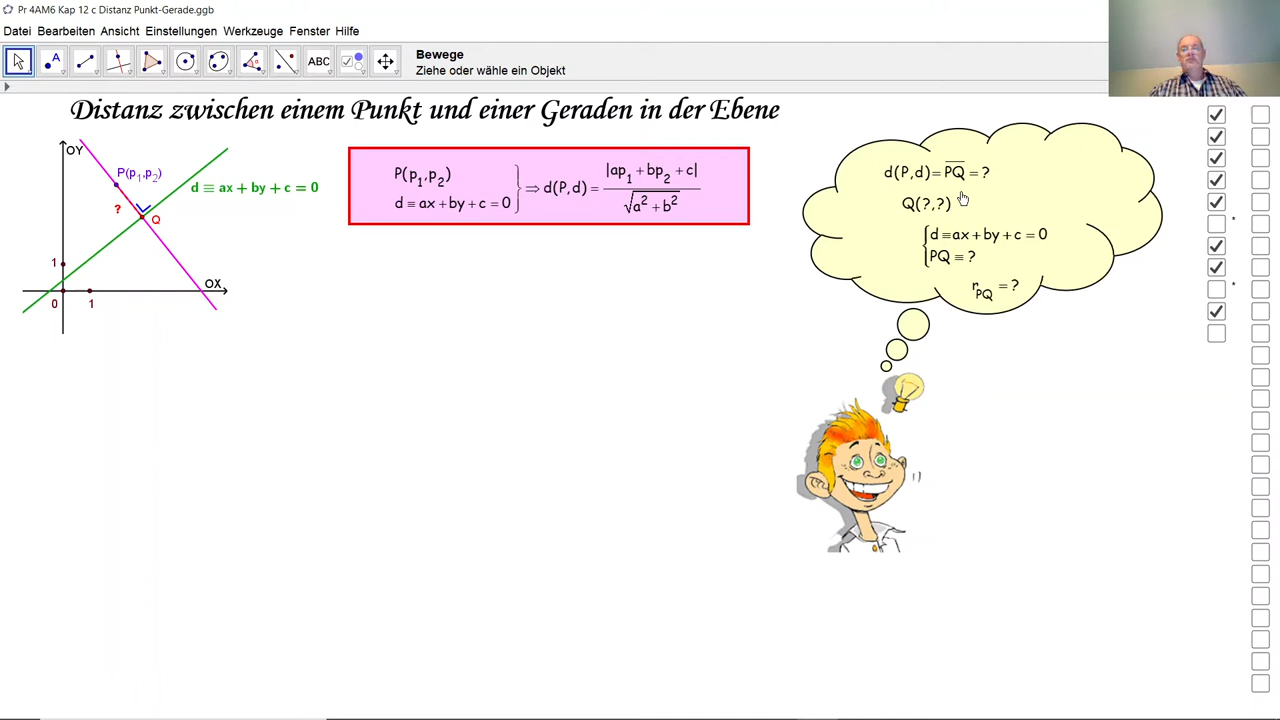 Pr 4AM6 Kap 12 c Distanz Punkt-Gerade.ggb
Datei Bearbeiten Ansicht Einstellungen Werkzeuge Fenster Hilfe
A
ABC
Bewege
Ziehe oder wähle ein Objekt
Distanz zwischen einem Punkt und einer Geraden in der Ebene
OY
P(p₁,p₂)
d ≡ ax + by + c = 0
?
Q
1
OX
0
1
P(p₁,p₂)
d ≡ ax + by + c = 0
} ⇒ d(P,d) = |ap₁ + bp₂ + c| / √(a² + b²)
d(P,d) = P̅Q̅ = ?
Q(?,?)
{ d ≡ ax + by + c = 0
PQ ≡ ?
r_PQ = ?
*
*